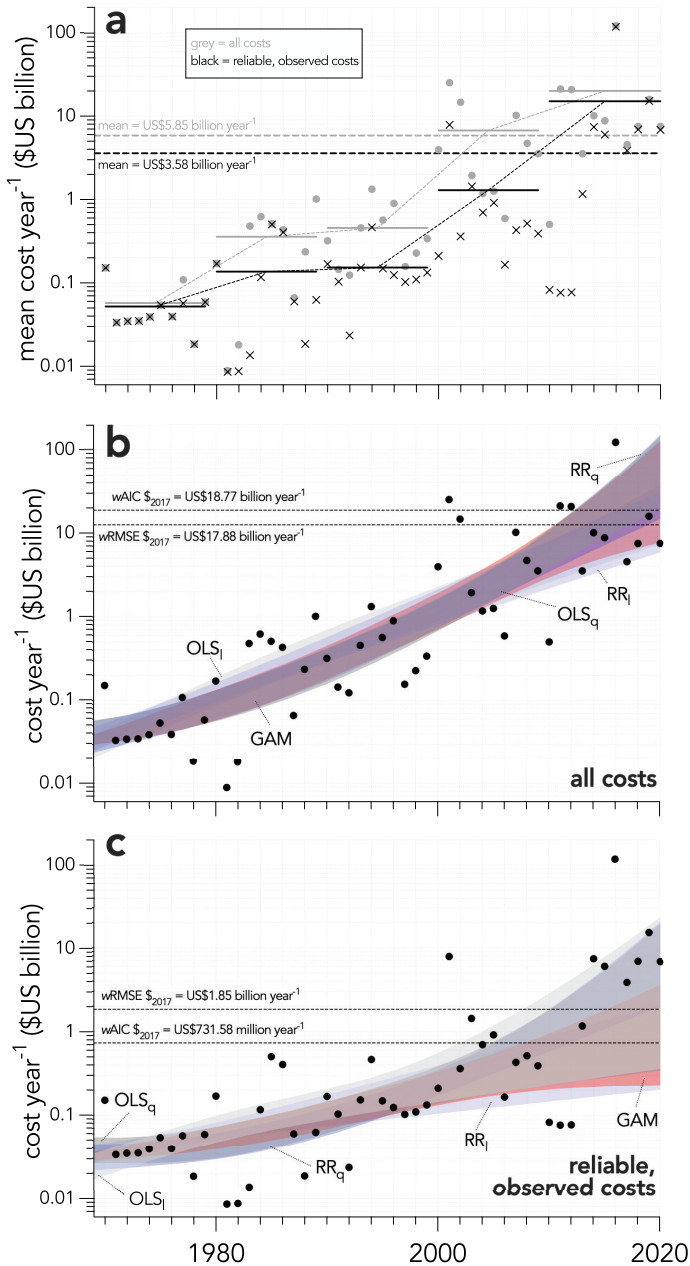 a
mean cost year-1 ($US billion)
100
10
1
0.1
0.01
grey = all costs
black = reliable, observed costs
mean = US$5.85 billion year-1
mean = US$3.58 billion year-1
b
cost year-1 ($US billion)
100
10
1
0.1
0.01
wAIC $2017 = US$18.77 billion year-1
wRMSE $2017 = US$17.88 billion year-1
RRq
RRl
OLSq
OLSl
GAM
all costs
c
cost year-1 ($US billion)
100
10
1
0.1
0.01
wRMSE $2017 = US$1.85 billion year-1
wAIC $2017 = US$731.58 million year-1
OLSq
GAM
RRl
RRq
OLSl
reliable,
observed costs
1980
2000
2020